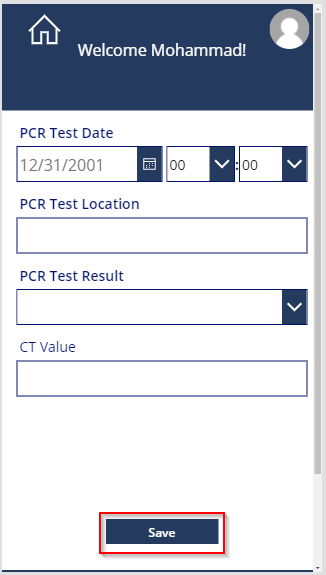 Welcome Mohammad!
PCR Test Date
12/31/2001 00 : 00
PCR Test Location
PCR Test Result
CT Value
Save